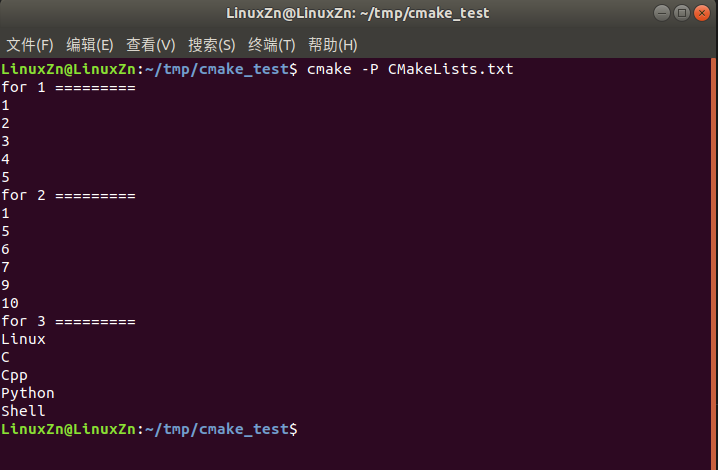 LinuxZn@LinuxZn: ~/tmp/cmake_test
文件(F) 编辑(E) 查看(V) 搜索(S) 终端(T) 帮助(H)
LinuxZn@LinuxZn:~/tmp/cmake_test$ cmake -P CMakeLists.txt
for 1 =========
1
2
3
4
5
for 2 =========
1
5
6
7
9
10
for 3 =========
Linux
C
Cpp
Python
Shell
LinuxZn@LinuxZn:~/tmp/cmake_test$